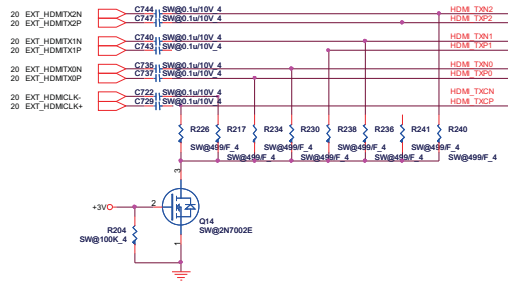 20 EXT_HDMITX2N C744 SW@0.1u/10V_4 HDMI_TXN2
20 EXT_HDMITX2P C747 SW@0.1u/10V_4 HDMI_TXP2
20 EXT_HDMITX1N C740 SW@0.1u/10V_4 HDMI_TXN1
20 EXT_HDMITX1P C743 SW@0.1u/10V_4 HDMI_TXP1
20 EXT_HDMITX0N C735 SW@0.1u/10V_4 HDMI_TXN0
20 EXT_HDMITX0P C737 SW@0.1u/10V_4 HDMI_TXP0
20 EXT_HDMICLK- C722 SW@0.1u/10V_4 HDMI_TXCN
20 EXT_HDMICLK+ C729 SW@0.1u/10V_4 HDMI_TXCP
R226 R217 R234 R230 R238 R236 R241 R240
SW@499/F_4 SW@499/F_4 SW@499/F_4 SW@499/F_4
SW@499/F_4 SW@499/F_4 SW@499/F_4 SW@499/F_4
3
+3V 2
Q14
SW@2N7002E
R204
SW@100K_4
1